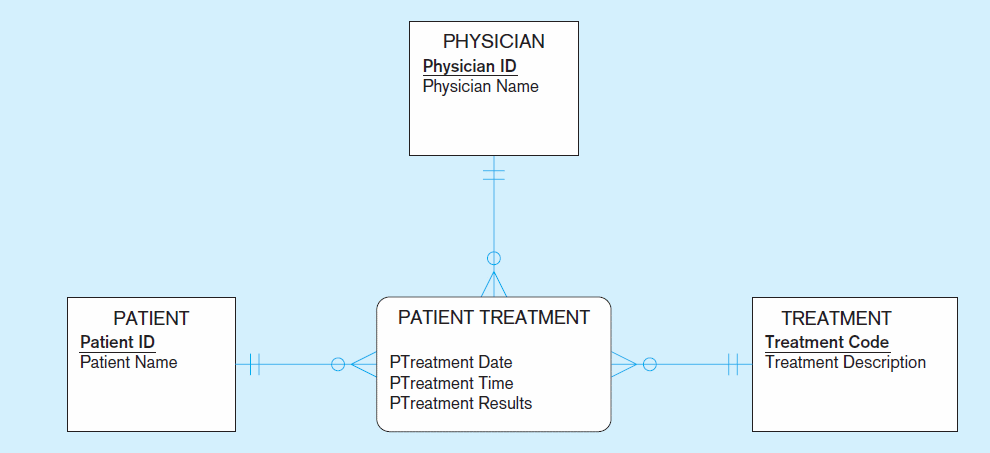 PHYSICIAN
Physician ID
Physician Name
PATIENT
Patient ID
Patient Name
PATIENT TREATMENT
PTreatment Date
PTreatment Time
PTreatment Results
TREATMENT
Treatment Code
Treatment Description